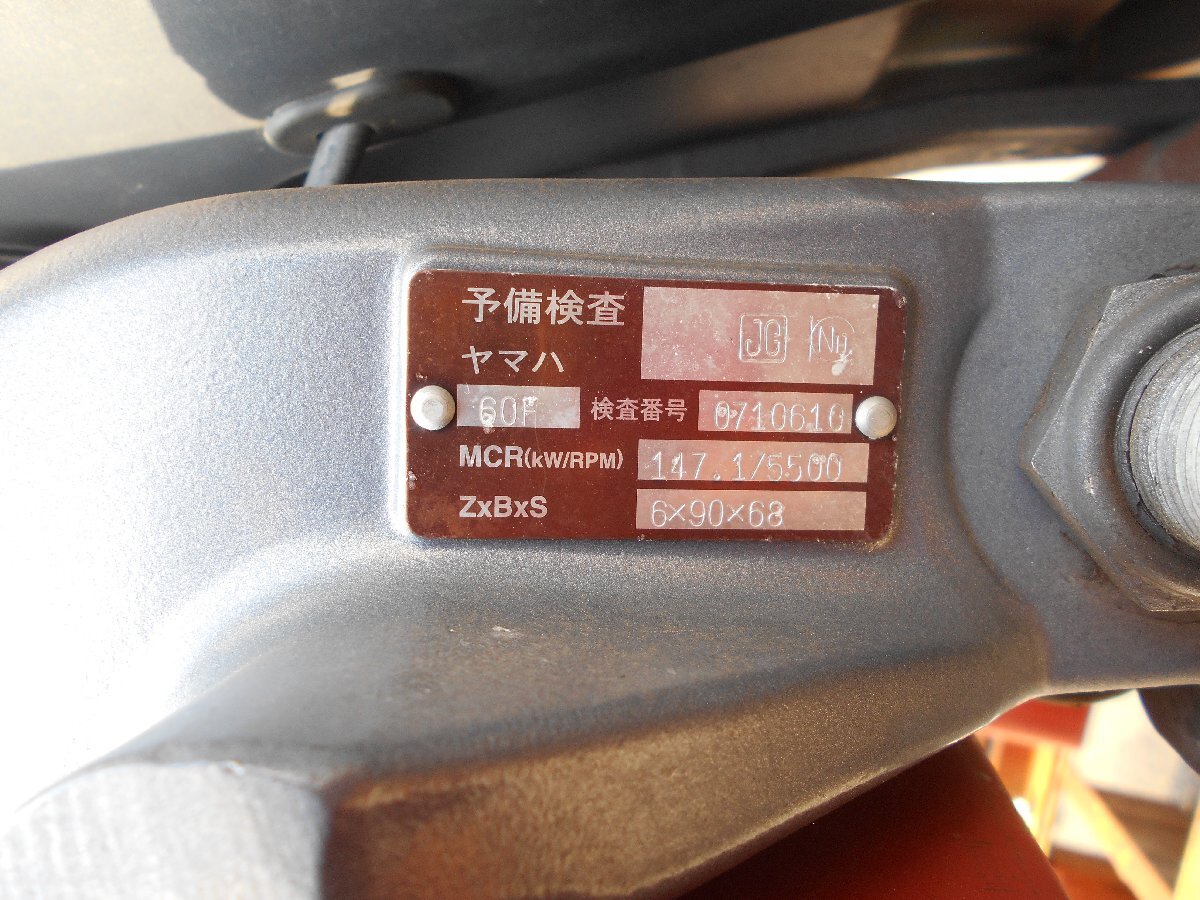 予備検査
JG
ヤマハ
60F 検査番号 0710610
MCR(kW/RPM) 147.1/5500
ZxBxS 6×90×68